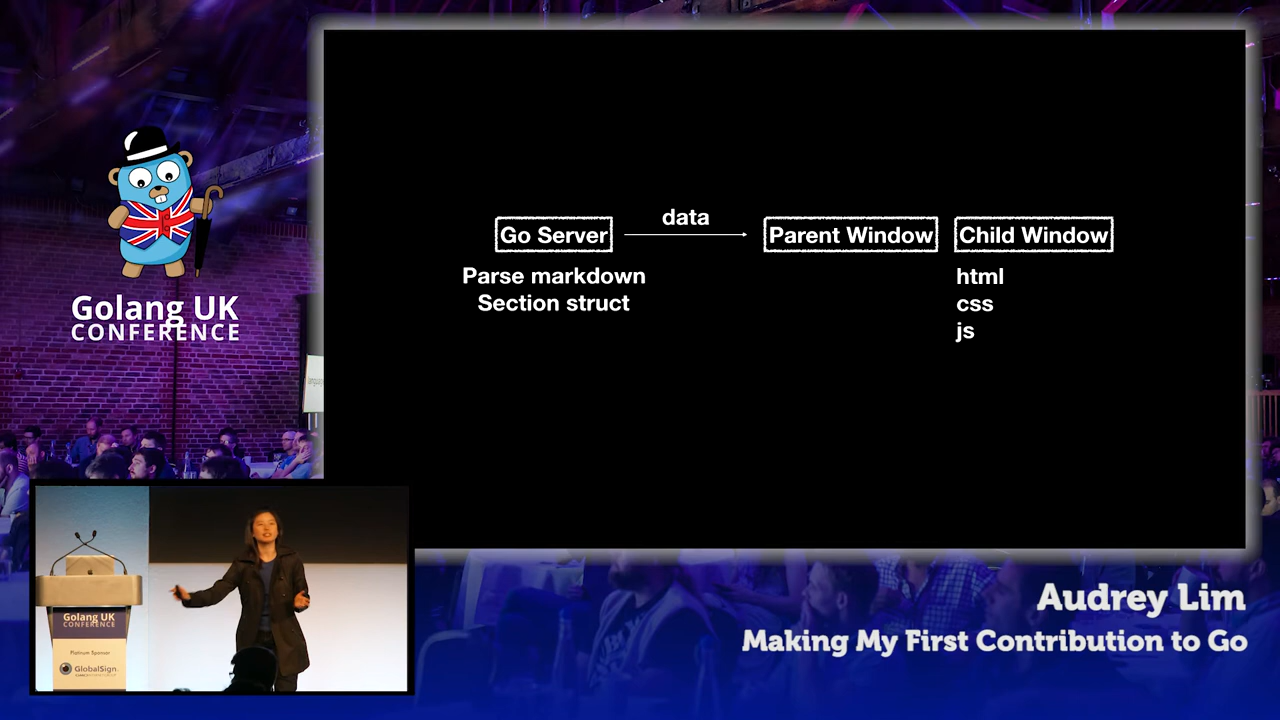 Golang UK
CONFERENCE
data
Go Server
Parent Window
Child Window
Parse markdown
Section struct
html
css
js
Golang UK
CONFERENCE
Platinum Sponsor
GlobalSign
Audrey Lim
Making My First Contribution to Go